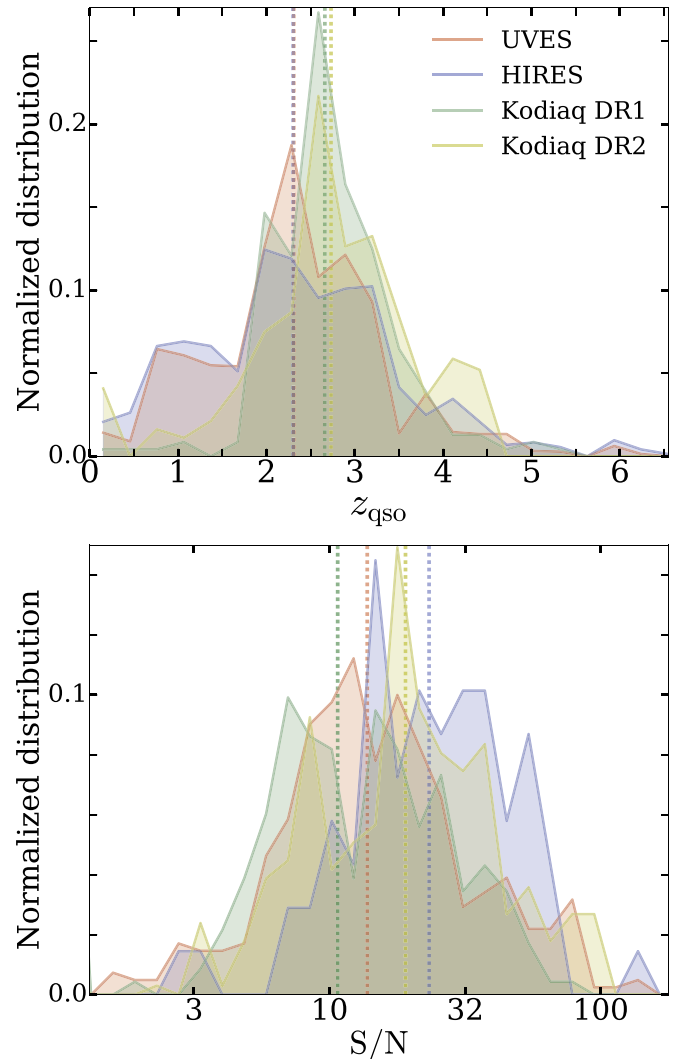 Normalized distribution
0.2
0.1
0.0
UVES
HIRES
Kodiaq DR1
Kodiaq DR2
0 1 2 3 4 5 6
z_qso
Normalized distribution
0.1
0.0
3 10 32 100
S/N